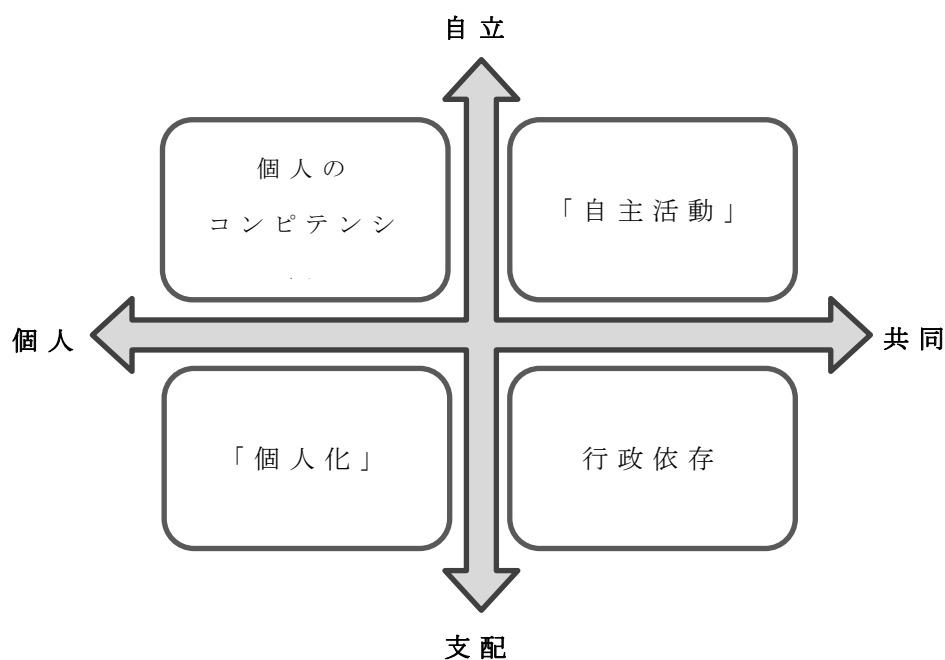 自立
個人の
コンピテンシ
「自主活動」
個人
共同
「個人化」
行政依存
支配